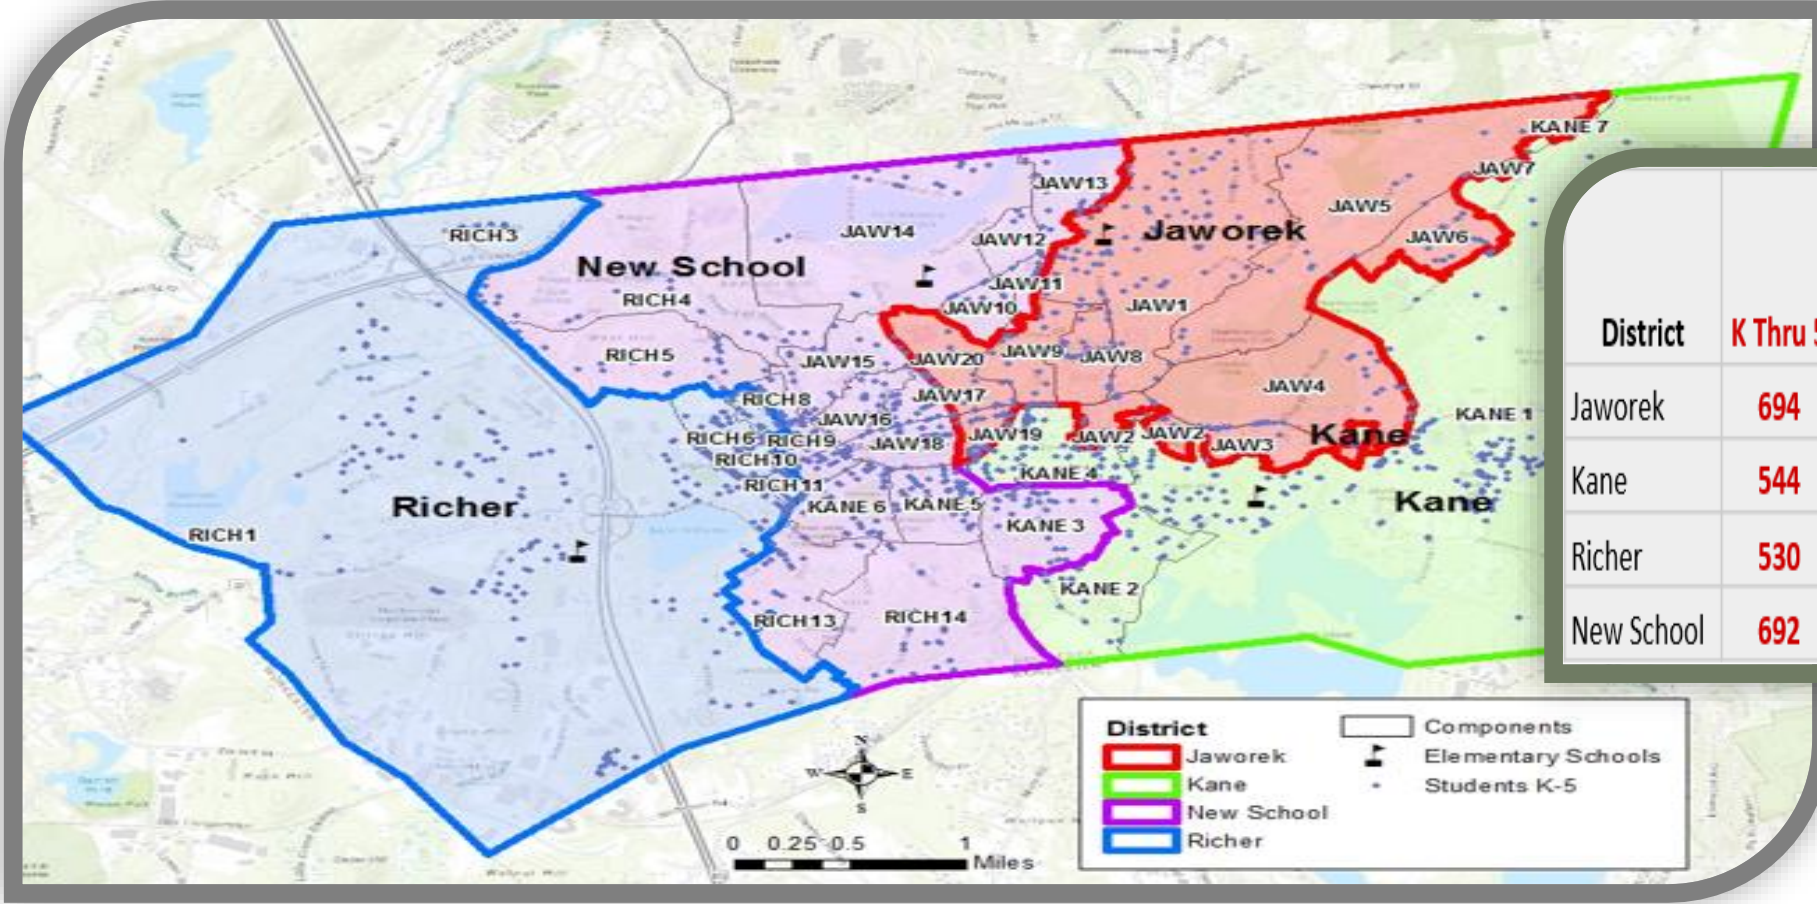 KANE 7
JAW7
RICH3
JAW13
JAW5
JAW14
JAW12
Jaworek
JAW6
New School
RICH4
JAW11
JAW10
JAW1
RICH5
JAW15
JAW20
JAW9
JAW8
JAW4
RICH8
JAW17
JAW16
KANE 1
RICH6
RICH9
JAW18
JAW19
JAW2
JAW2
JAW3
Kane
RICH10
KANE 4
RICH11
Richer
KANE 6
KANE 5
Kane
KANE 3
RICH1
KANE 2
RICH13
RICH14
District K Thru 5
Jaworek 694
Kane 544
Richer 530
New School 692
N
W E
S
0 0.25 0.5 1
Miles
District
Jaworek
Kane
New School
Richer
Components
Elementary Schools
Students K-5